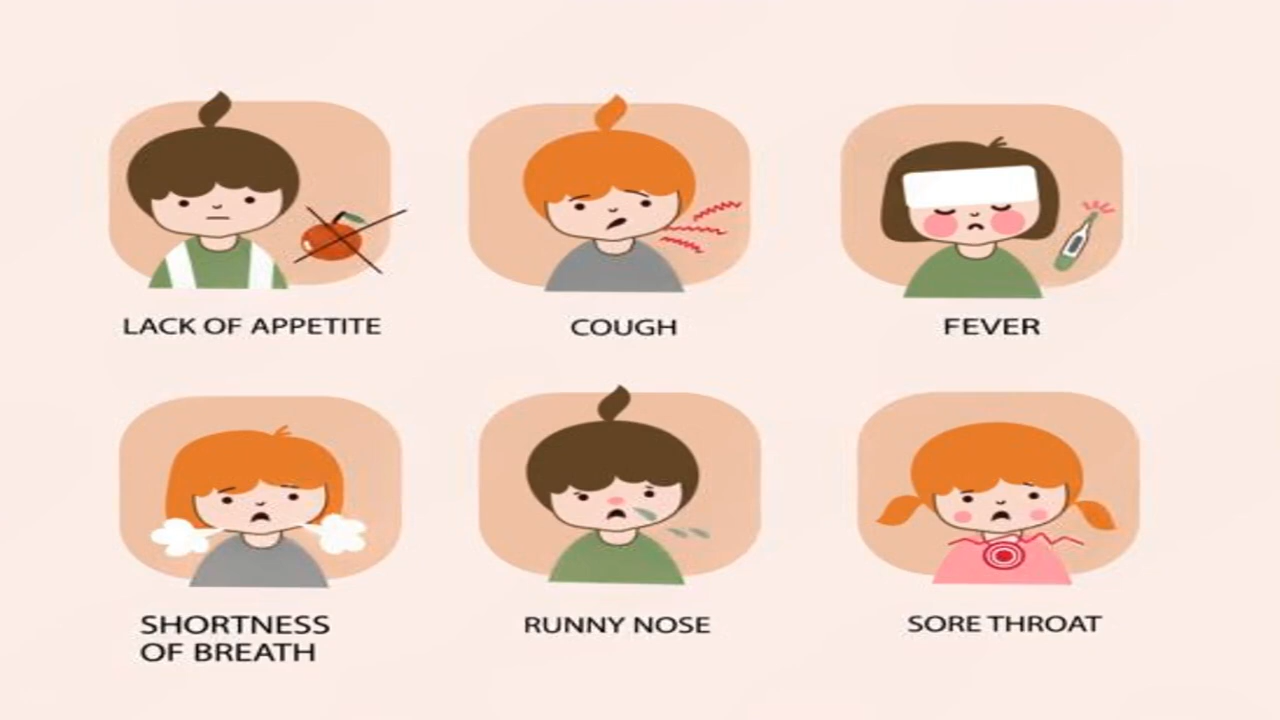 LACK OF APPETITE
COUGH
FEVER
SHORTNESS
OF BREATH
RUNNY NOSE
SORE THROAT